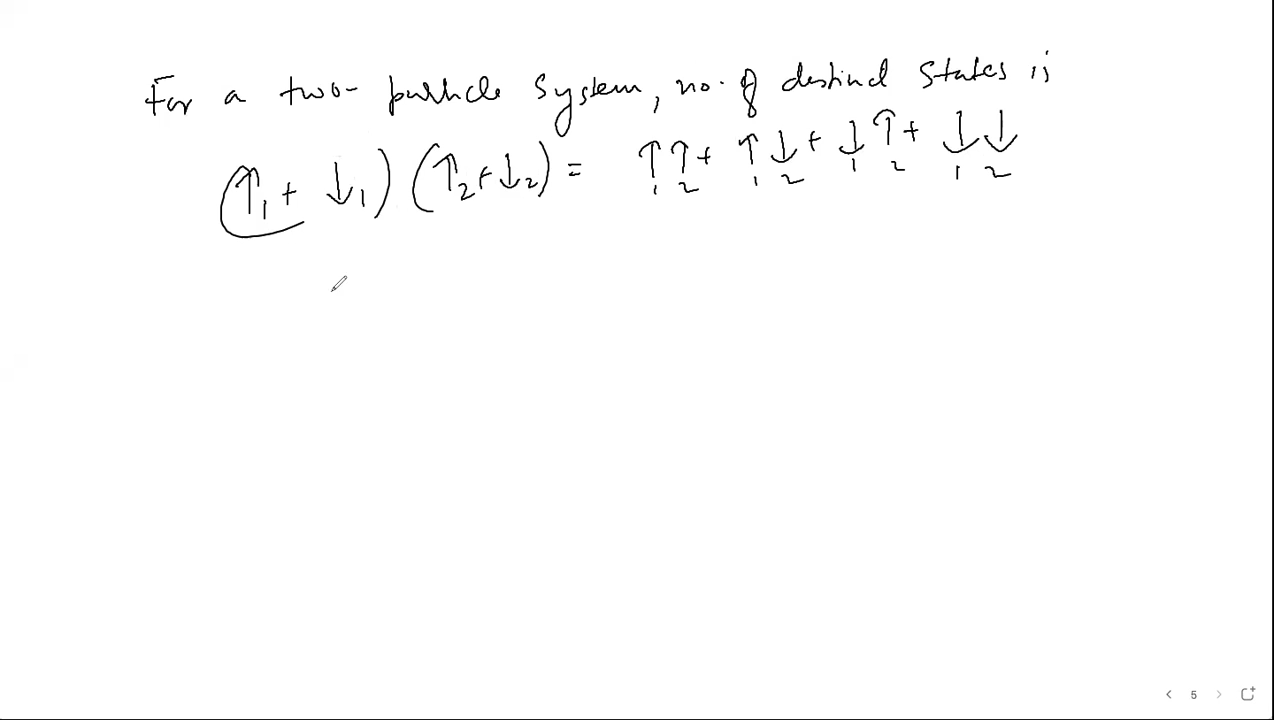 For a two-particle system, no. of destinct states is
(↑₁ + ↓₁) (↑₂ + ↓₂) = ↑₁↑₂ + ↑₁↓₂ + ↓₁↑₂ + ↓₁↓₂
5